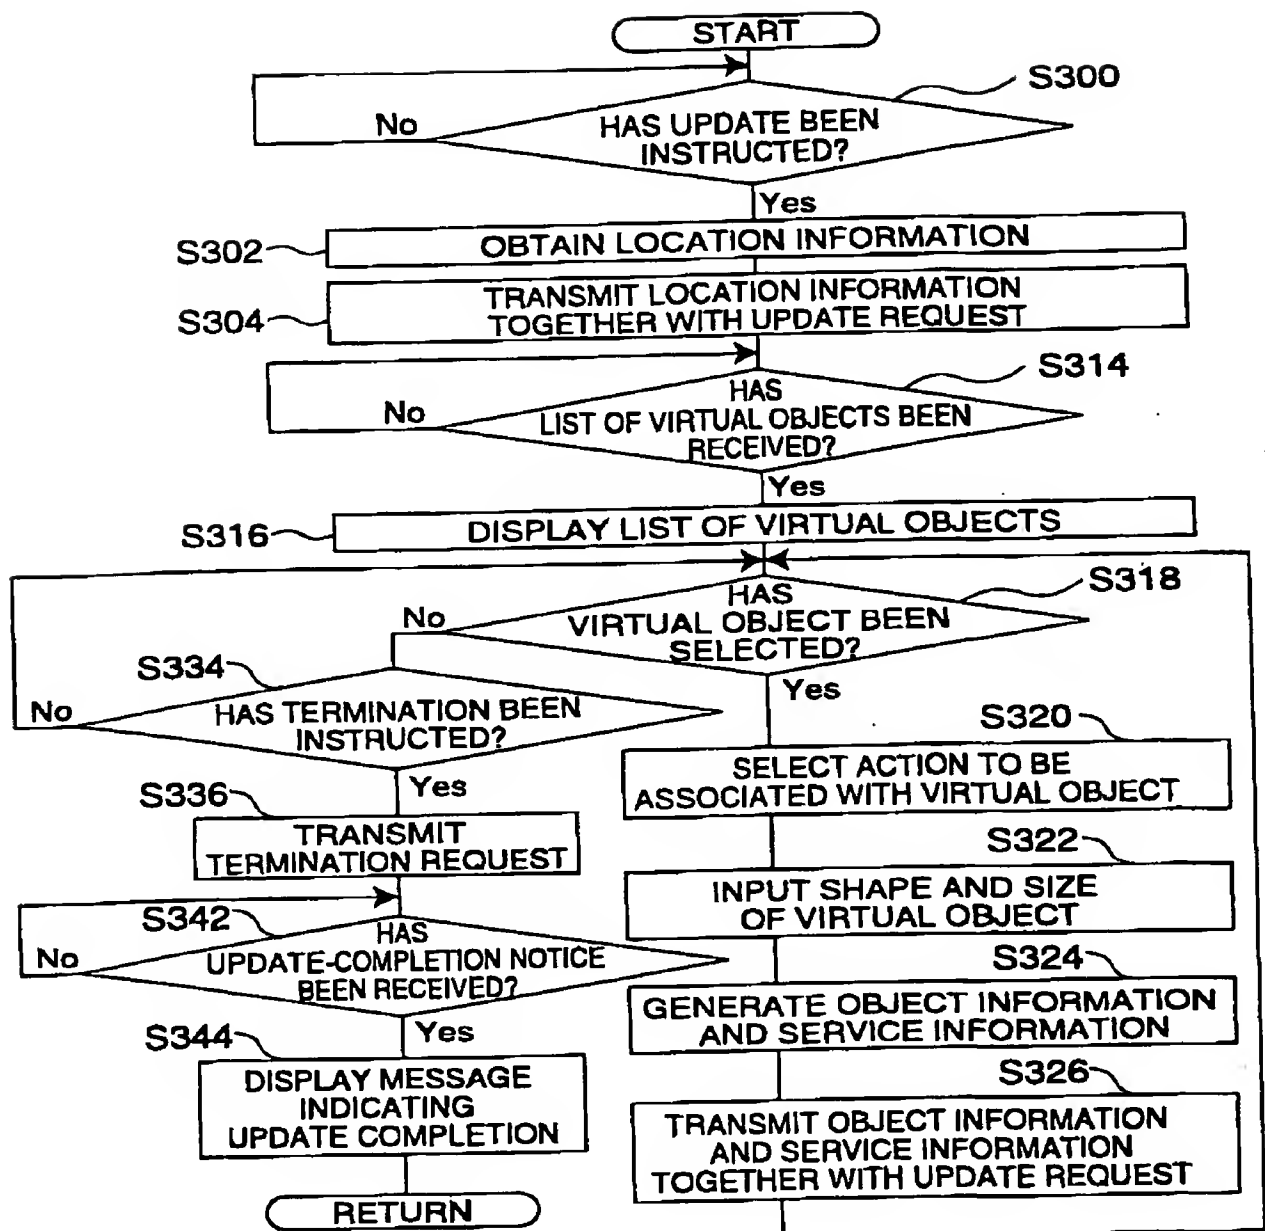 START
S300
No
HAS UPDATE BEEN
INSTRUCTED?
Yes
S302
OBTAIN LOCATION INFORMATION
S304
TRANSMIT LOCATION INFORMATION
TOGETHER WITH UPDATE REQUEST
S314
No
HAS
LIST OF VIRTUAL OBJECTS BEEN
RECEIVED?
Yes
S316
DISPLAY LIST OF VIRTUAL OBJECTS
S318
No
HAS
VIRTUAL OBJECT BEEN
SELECTED?
Yes
S334
No
HAS TERMINATION BEEN
INSTRUCTED?
Yes
S336
TRANSMIT
TERMINATION REQUEST
S342
No
HAS
UPDATE-COMPLETION NOTICE
BEEN RECEIVED?
Yes
S344
DISPLAY MESSAGE
INDICATING
UPDATE COMPLETION
RETURN
S320
SELECT ACTION TO BE
ASSOCIATED WITH VIRTUAL OBJECT
S322
INPUT SHAPE AND SIZE
OF VIRTUAL OBJECT
S324
GENERATE OBJECT INFORMATION
AND SERVICE INFORMATION
S326
TRANSMIT OBJECT INFORMATION
AND SERVICE INFORMATION
TOGETHER WITH UPDATE REQUEST